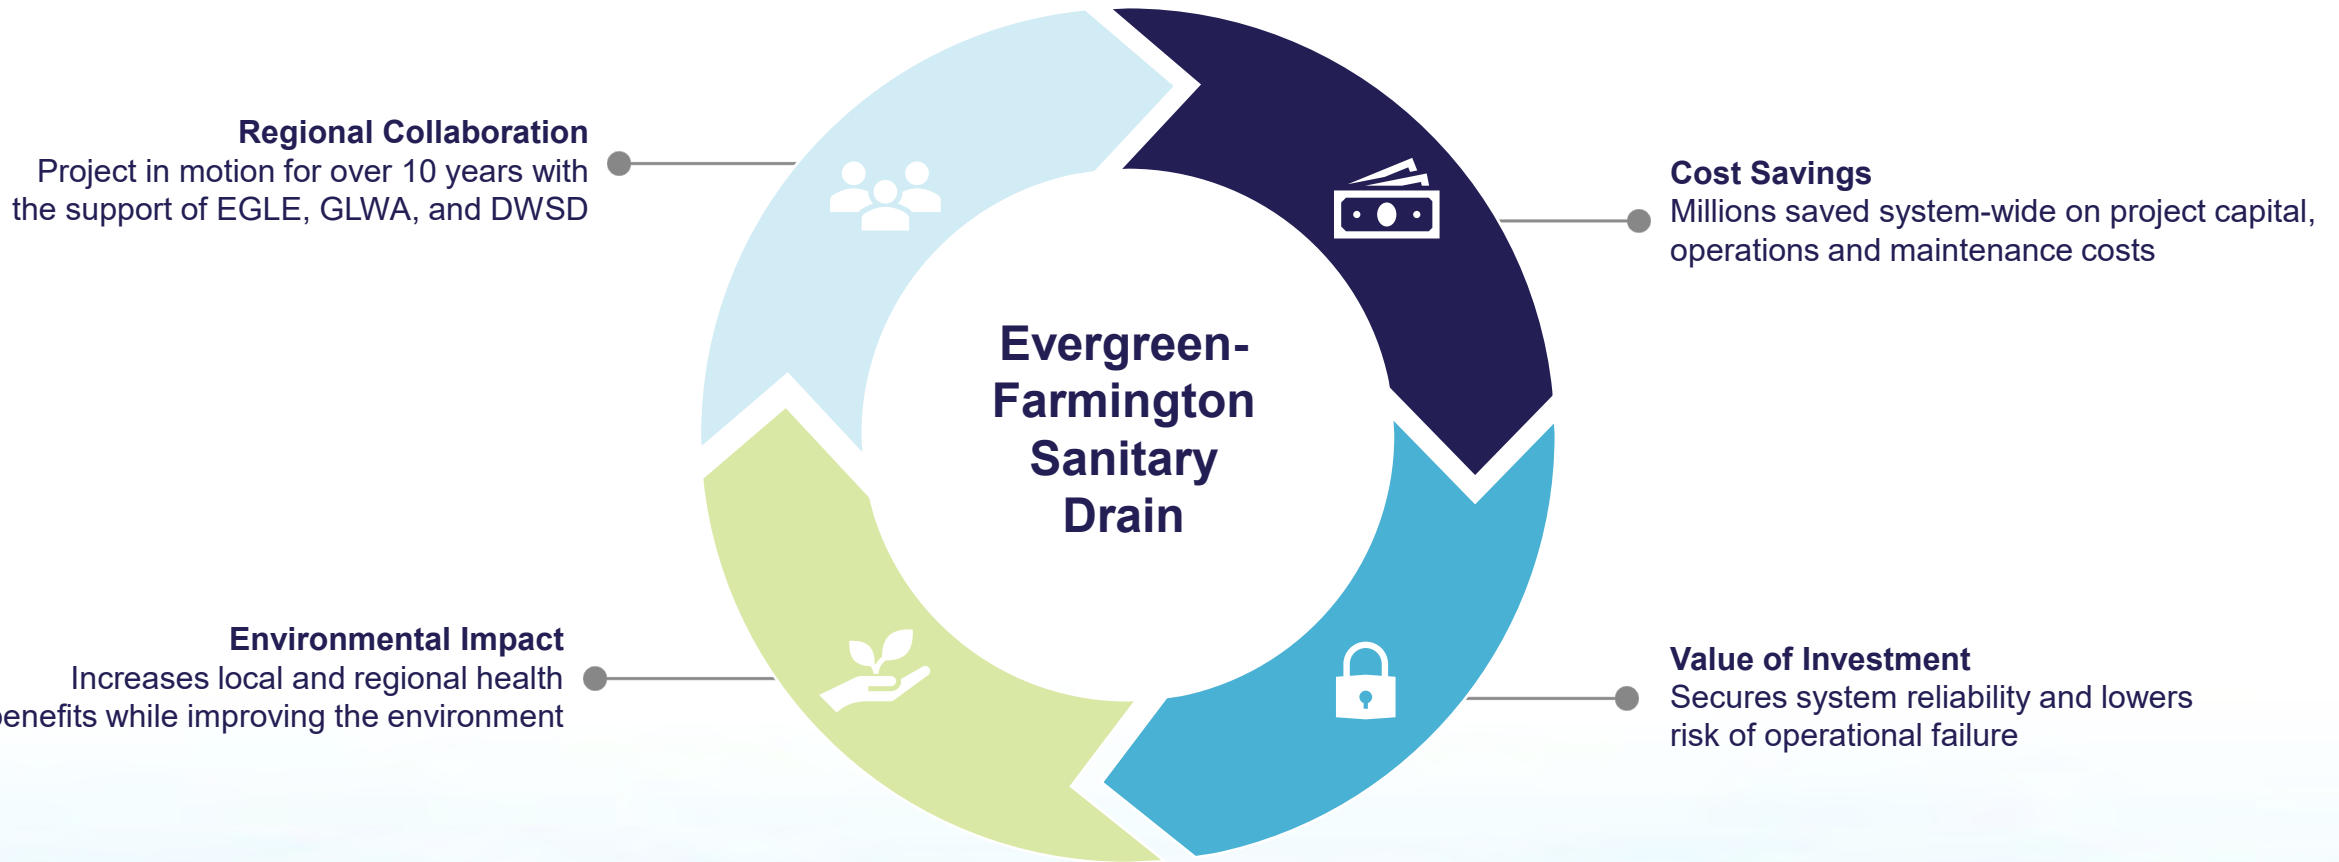 Regional Collaboration
Project in motion for over 10 years with
the support of EGLE, GLWA, and DWSD
Cost Savings
Millions saved system-wide on project capital,
operations and maintenance costs
Evergreen-
Farmington
Sanitary
Drain
Environmental Impact
Increases local and regional health
benefits while improving the environment
Value of Investment
Secures system reliability and lowers
risk of operational failure